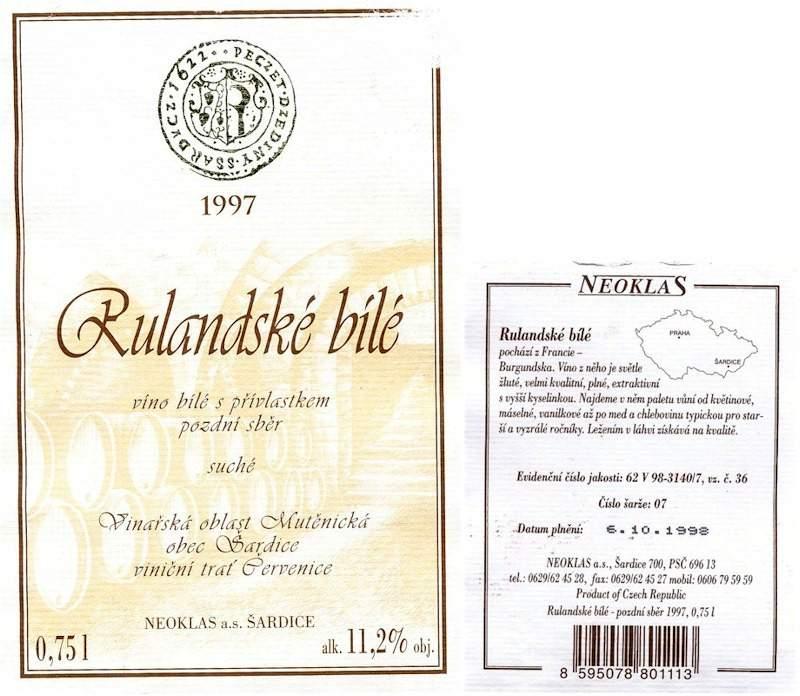 1622 · PECZET · DZEDINY · SSARDYCZ ·
1997
Rulandské bílé
víno bílé s přívlastkem
pozdní sběr
suché
Vinařská oblast Mutěnická
obec Šardice
viniční trať Červenice
NEOKLAS a.s. ŠARDICE
0,75 l
alk. 11,2% obj.
NEOKLAS
PRAHA
ŠARDICE
Rulandské bílé
pochází z Francie –
Burgundska. Víno z něho je světle
žluté, velmi kvalitní, plné, extraktivní
s vyšší kyselinkou. Najdeme v něm paletu vůní od květinové,
máselné, vanilkové až po med a chlebovinu typickou pro star-
ší a vyzrálé ročníky. Ležením v láhvi získává na kvalitě.
Evidenční číslo jakosti: 62 V 98-3140/7, vz. č. 36
Číslo šarže: 07
Datum plnění: 6.10.1998
NEOKLAS a.s., Šardice 700, PSČ 696 13
tel.: 0629/62 45 28, fax: 0629/62 45 27 mobil: 0606 79 59 59
Product of Czech Republic
Rulandské bílé - pozdní sběr 1997, 0,75 l
8 595078 801113